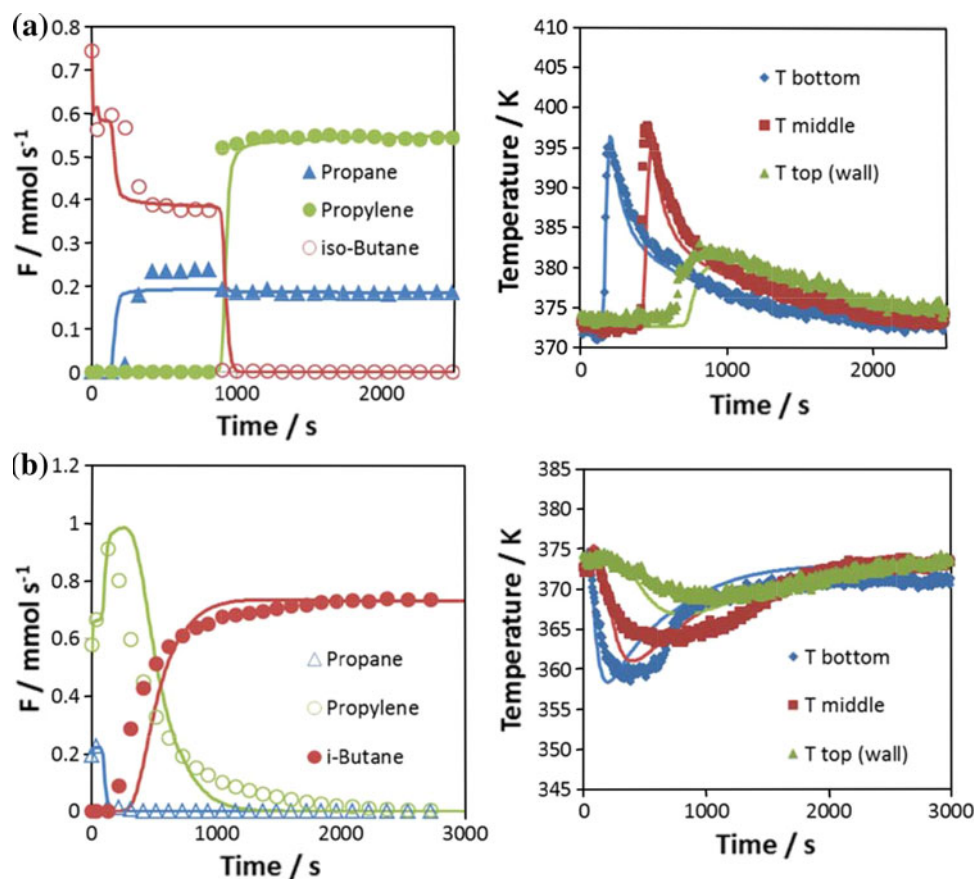 (a)
F / mmol s⁻¹
0.8
0.7
0.6
0.5
0.4
0.3
0.2
0.1
0
Propane
Propylene
iso-Butane
0 1000 2000
Time / s
Temperature / K
410
405
400
395
390
385
380
375
370
T bottom
T middle
T top (wall)
0 1000 2000
Time / s
(b)
F / mmol s⁻¹
1.2
1
0.8
0.6
0.4
0.2
0
Propane
Propylene
i-Butane
0 1000 2000 3000
Time / s
Temperature / K
385
380
375
370
365
360
355
350
345
T bottom
T middle
T top (wall)
0 1000 2000 3000
Time / s